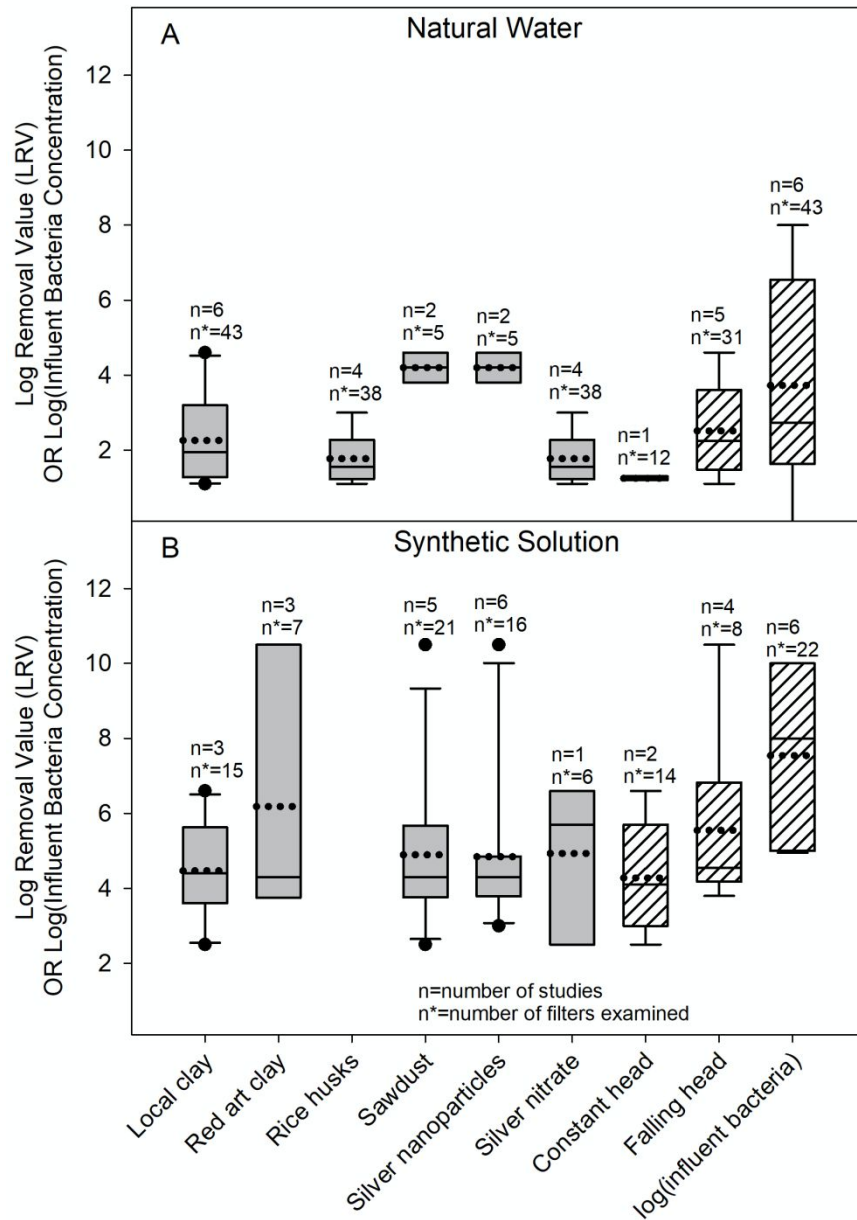 A
Natural Water
Log Removal Value (LRV)
OR Log(Influent Bacteria Concentration)
12
10
8
6
4
2
n=6
n*=43
n=4
n*=38
n=2
n*=5
n=2
n*=5
n=4
n*=38
n=1
n*=12
n=5
n*=31
n=6
n*=43
B
Synthetic Solution
Log Removal Value (LRV)
OR Log(Influent Bacteria Concentration)
12
10
8
6
4
2
n=3
n*=15
n=3
n*=7
n=5
n*=21
n=6
n*=16
n=1
n*=6
n=2
n*=14
n=4
n*=8
n=6
n*=22
n=number of studies
n*=number of filters examined
Local clay
Red art clay
Rice husks
Sawdust
Silver nanoparticles
Silver nitrate
Constant head
Falling head
log(influent bacteria)